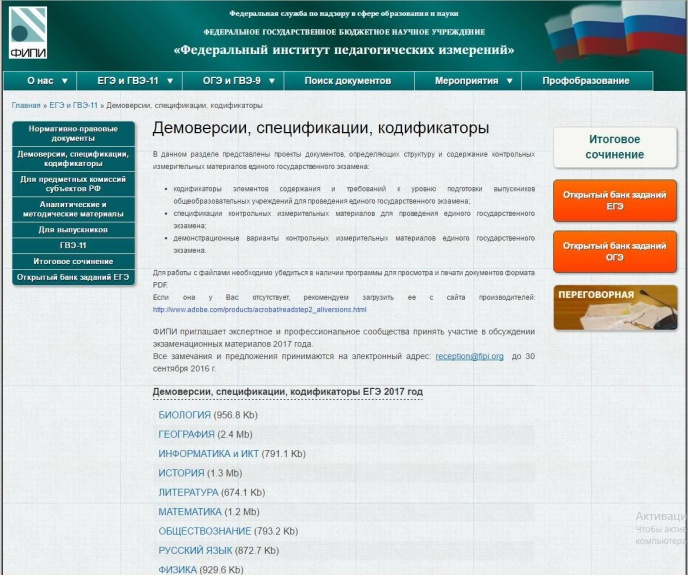 Федеральная служба по надзору в сфере образования и науки
ФЕДЕРАЛЬНОЕ ГОСУДАРСТВЕННОЕ БЮДЖЕТНОЕ НАУЧНОЕ УЧРЕЖДЕНИЕ
«Федеральный институт педагогических измерений»
ФИПИ
О нас ▼ ЕГЭ и ГВЭ-11 ▼ ОГЭ и ГВЭ-9 ▼ Поиск документов Мероприятия ▼ Профобразование
Главная » ЕГЭ и ГВЭ-11 » Демоверсии, спецификации, кодификаторы
Нормативно-правовые
документы
Демоверсии, спецификации,
кодификаторы
Для предметных комиссий
субъектов РФ
Аналитические и
методические материалы
Для выпускников
ГВЭ-11
Итоговое сочинение
Открытый банк заданий ЕГЭ
Демоверсии, спецификации, кодификаторы
В данном разделе представлены проекты документов, определяющих структуру и содержание контрольных
измерительных материалов единого государственного экзамена:
• кодификаторы элементов содержания и требований к уровню подготовки выпускников
общеобразовательных учреждений для проведения единого государственного экзамена;
• спецификации контрольных измерительных материалов для проведения единого государственного
экзамена;
• демонстрационные варианты контрольных измерительных материалов единого государственного
экзамена.
Для работы с файлами необходимо убедиться в наличии программы для просмотра и печати документов формата
PDF.
Если она у Вас отсутствует, рекомендуем загрузить ее с сайта производителей:
http://www.adobe.com/products/acrobat/readstep2_allversions.html
ФИПИ приглашает экспертное и профессиональное сообщества принять участие в обсуждении
экзаменационных материалов 2017 года.
Все замечания и предложения принимаются на электронный адрес: reception@fipi.org до 30
сентября 2016 г.
Демоверсии, спецификации, кодификаторы ЕГЭ 2017 год
БИОЛОГИЯ (956.8 Kb)
ГЕОГРАФИЯ (2.4 Mb)
ИНФОРМАТИКА и ИКТ (791.1 Kb)
ИСТОРИЯ (1.3 Mb)
ЛИТЕРАТУРА (674.1 Kb)
МАТЕМАТИКА (1.2 Mb)
ОБЩЕСТВОЗНАНИЕ (793.2 Kb)
РУССКИЙ ЯЗЫК (872.7 Kb)
ФИЗИКА (929.6 Kb)
Итоговое
сочинение
Открытый банк заданий
ЕГЭ
Открытый банк заданий
ОГЭ
ПЕРЕГОВОРНАЯ
Активаци
Чтобы актив
компьютера